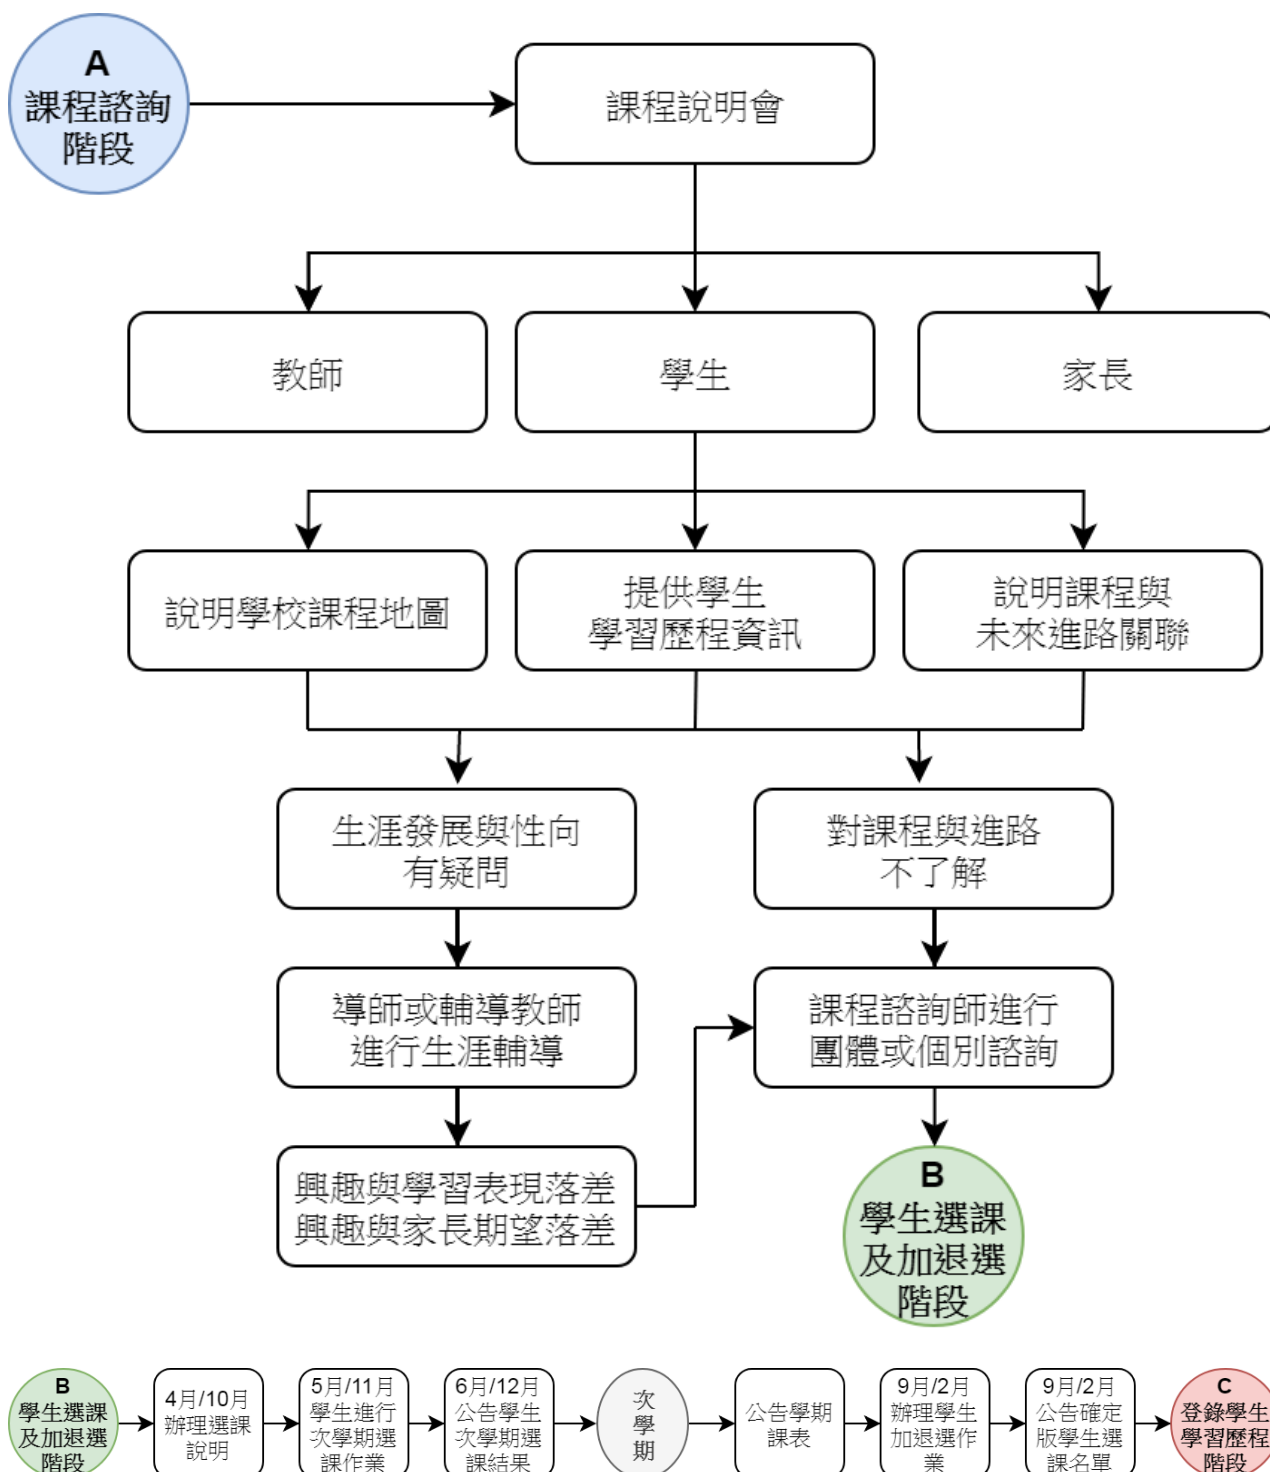 A
課程諮詢
階段
課程說明會
教師
學生
家長
說明學校課程地圖
提供學生
學習歷程資訊
說明課程與
未來進路關聯
生涯發展與性向
有疑問
對課程與進路
不了解
導師或輔導教師
進行生涯輔導
課程諮詢師進行
團體或個別諮詢
興趣與學習表現落差
興趣與家長期望落差
B
學生選課
及加退選
階段
B
學生選課
及加退選
階段
4月/10月
辦理選課
說明
5月/11月
學生進行
次學期選
課作業
6月/12月
公告學生
次學期選
課結果
次
學
期
公告學期
課表
9月/2月
辦理學生
加退選作
業
9月/2月
公告確定
版學生選
課名單
C
登錄學生
學習歷程
階段